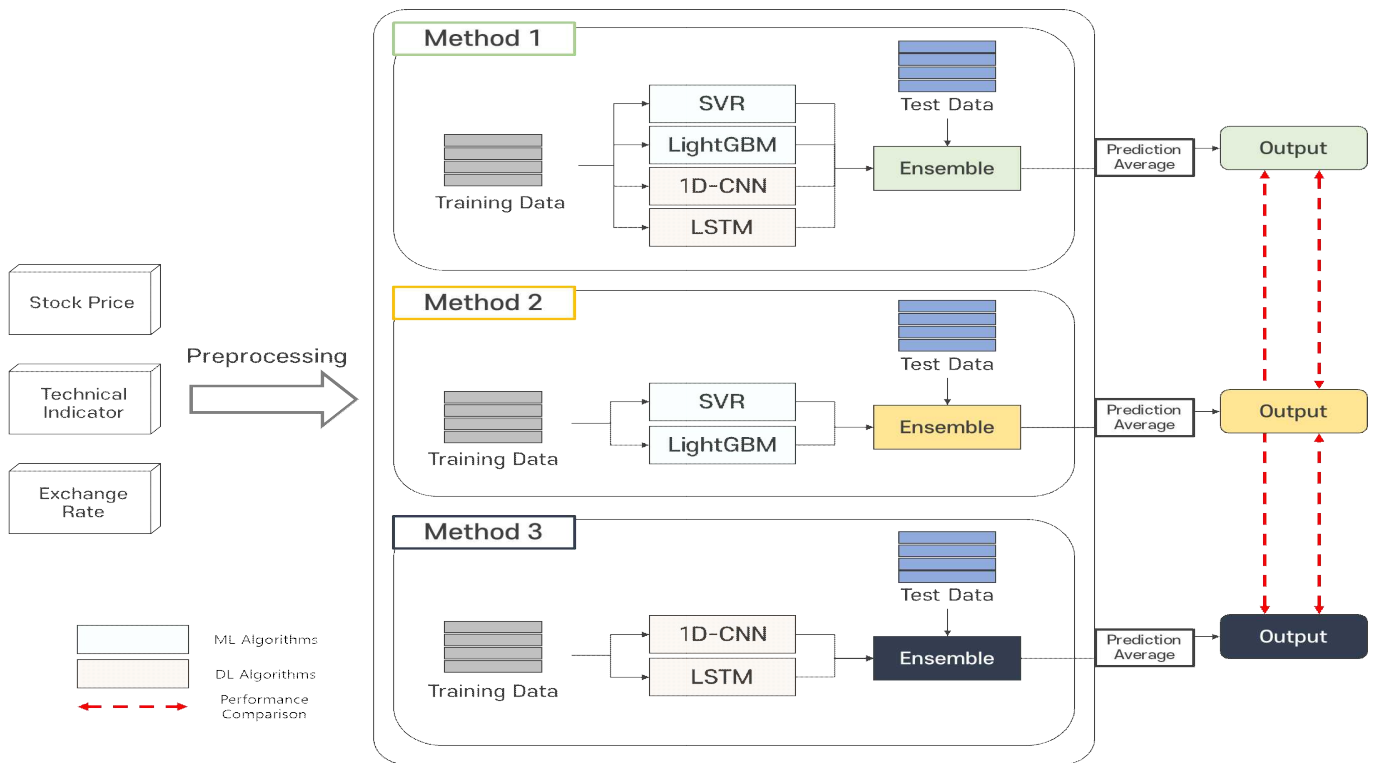 Stock Price
Technical
Indicator
Exchange
Rate
Preprocessing
Method 1
Training Data
SVR
LightGBM
1D-CNN
LSTM
Test Data
Ensemble
Prediction
Average
Output
Method 2
Training Data
SVR
LightGBM
Test Data
Ensemble
Prediction
Average
Output
Method 3
Training Data
1D-CNN
LSTM
Test Data
Ensemble
Prediction
Average
Output
ML Algorithms
DL Algorithms
Performance
Comparison